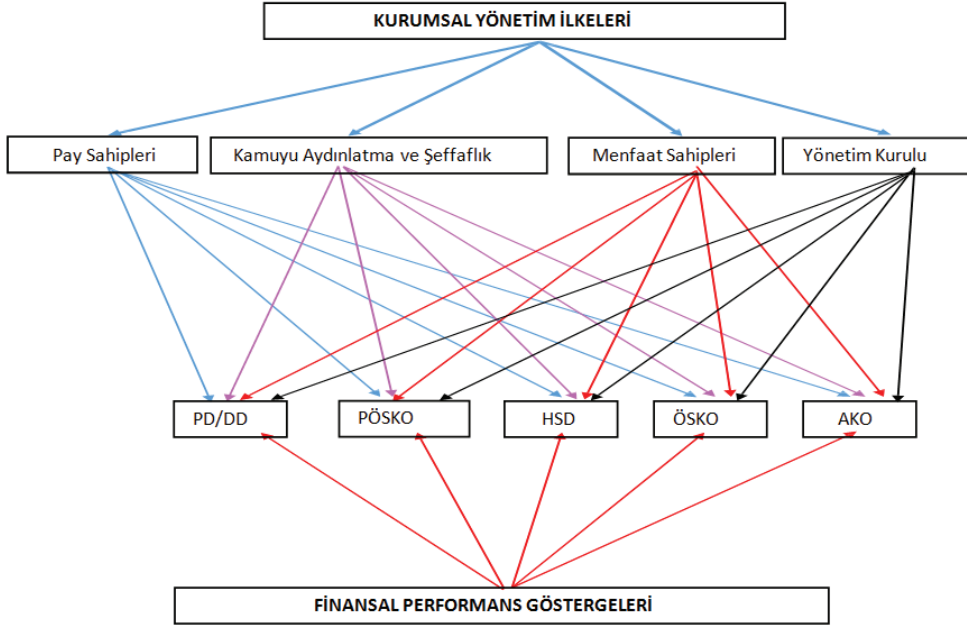 KURUMSAL YÖNETİM İLKELERİ
Pay Sahipleri
Kamuyu Aydınlatma ve Şeffaflık
Menfaat Sahipleri
Yönetim Kurulu
PD/DD
PÖSKO
HSD
ÖSKO
AKO
FİNANSAL PERFORMANS GÖSTERGELERİ